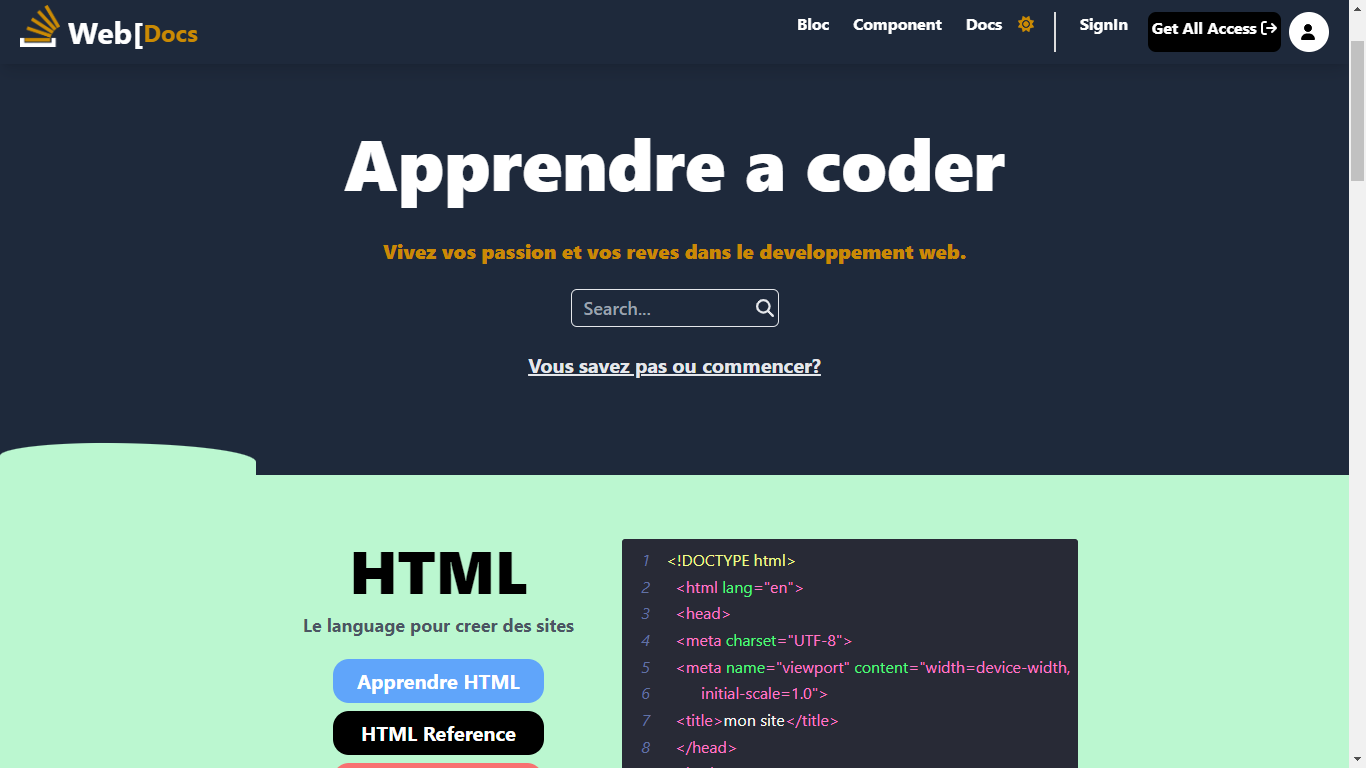 Web[Docs
Bloc Component Docs SignIn Get All Access
Apprendre a coder
Vivez vos passion et vos reves dans le developpement web.
Search...
Vous savez pas ou commencer?
HTML
Le language pour creer des sites
Apprendre HTML
HTML Reference
1 <!DOCTYPE html>
2 <html lang="en">
3 <head>
4 <meta charset="UTF-8">
5 <meta name="viewport" content="width=device-width,
6 initial-scale=1.0">
7 <title>mon site</title>
8 </head>